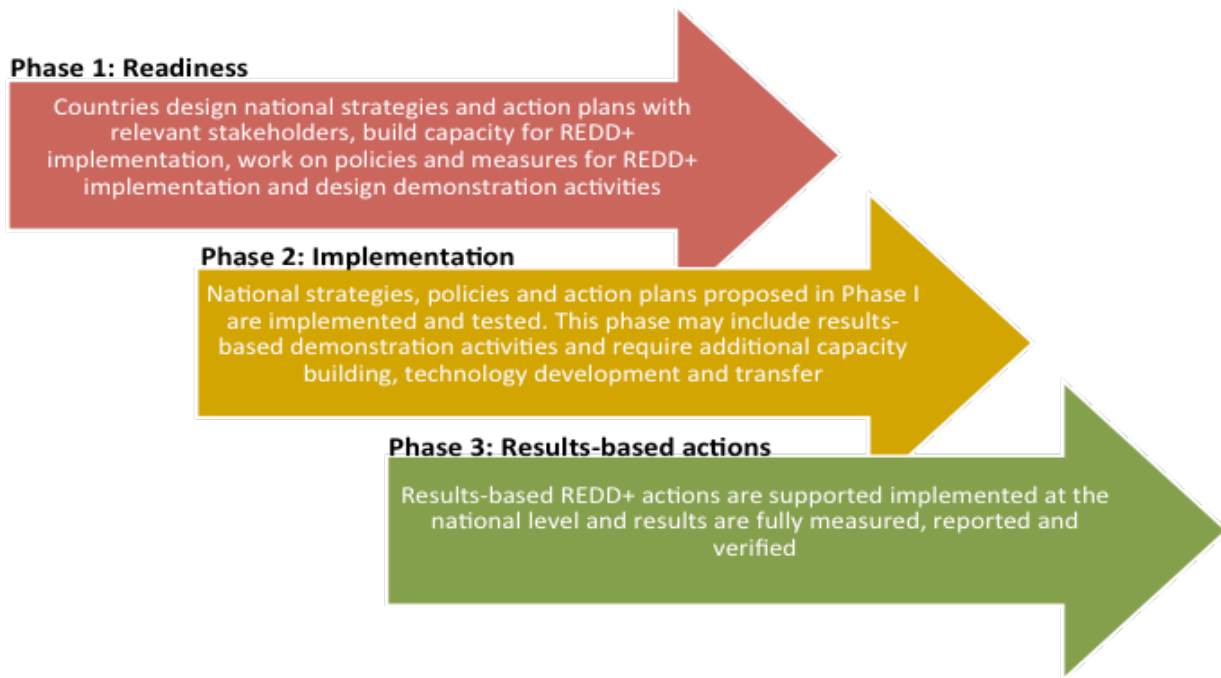 Phase 1: Readiness
Countries design national strategies and action plans with
relevant stakeholders, build capacity for REDD+
implementation, work on policies and measures for REDD+
implementation and design demonstration activities
Phase 2: Implementation
National strategies, policies and action plans proposed in Phase I
are implemented and tested. This phase may include results-
based demonstration activities and require additional capacity
building, technology development and transfer
Phase 3: Results-based actions
Results-based REDD+ actions are supported implemented at the
national level and results are fully measured, reported and
verified